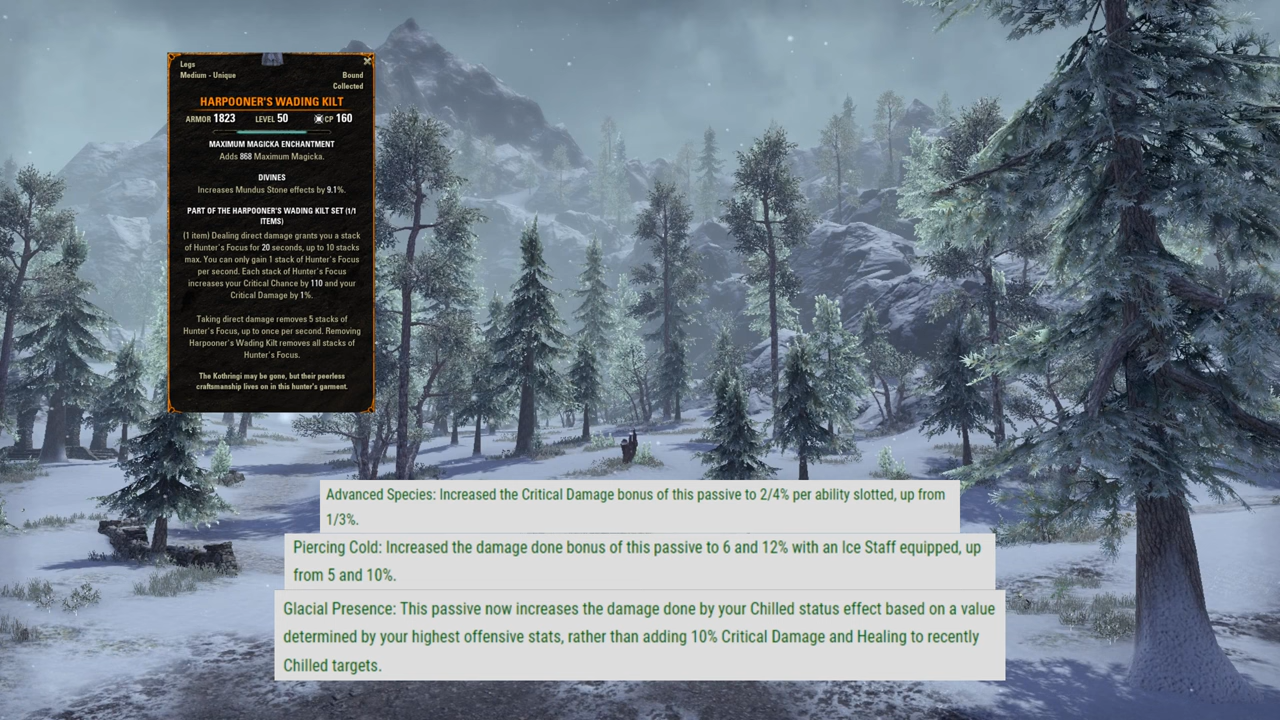 Legs
Medium - Unique
Bound
Collected
HARPOONER'S WADING KILT
ARMOR 1823 LEVEL 50 CP 160
MAXIMUM MAGICKA ENCHANTMENT
Adds 868 Maximum Magicka.
DIVINES
Increases Mundus Stone effects by 9.1%.
PART OF THE HARPOONER'S WADING KILT SET (1/1
ITEMS)
(1 item) Dealing direct damage grants you a stack
of Hunter's Focus for 20 seconds, up to 10 stacks
max. You can only gain 1 stack of Hunter's Focus
per second. Each stack of Hunter's Focus
increases your Critical Chance by 110 and your
Critical Damage by 1%.
Taking direct damage removes 5 stacks of
Hunter's Focus, up to once per second. Removing
Harpooner's Wading Kilt removes all stacks of
Hunter's Focus.
The Kothringi may be gone, but their peerless
craftsmanship lives on in this hunter's garment.
Advanced Species: Increased the Critical Damage bonus of this passive to 2/4% per ability slotted, up from
1/3%.
Piercing Cold: Increased the damage done bonus of this passive to 6 and 12% with an Ice Staff equipped, up
from 5 and 10%.
Glacial Presence: This passive now increases the damage done by your Chilled status effect based on a value
determined by your highest offensive stats, rather than adding 10% Critical Damage and Healing to recently
Chilled targets.